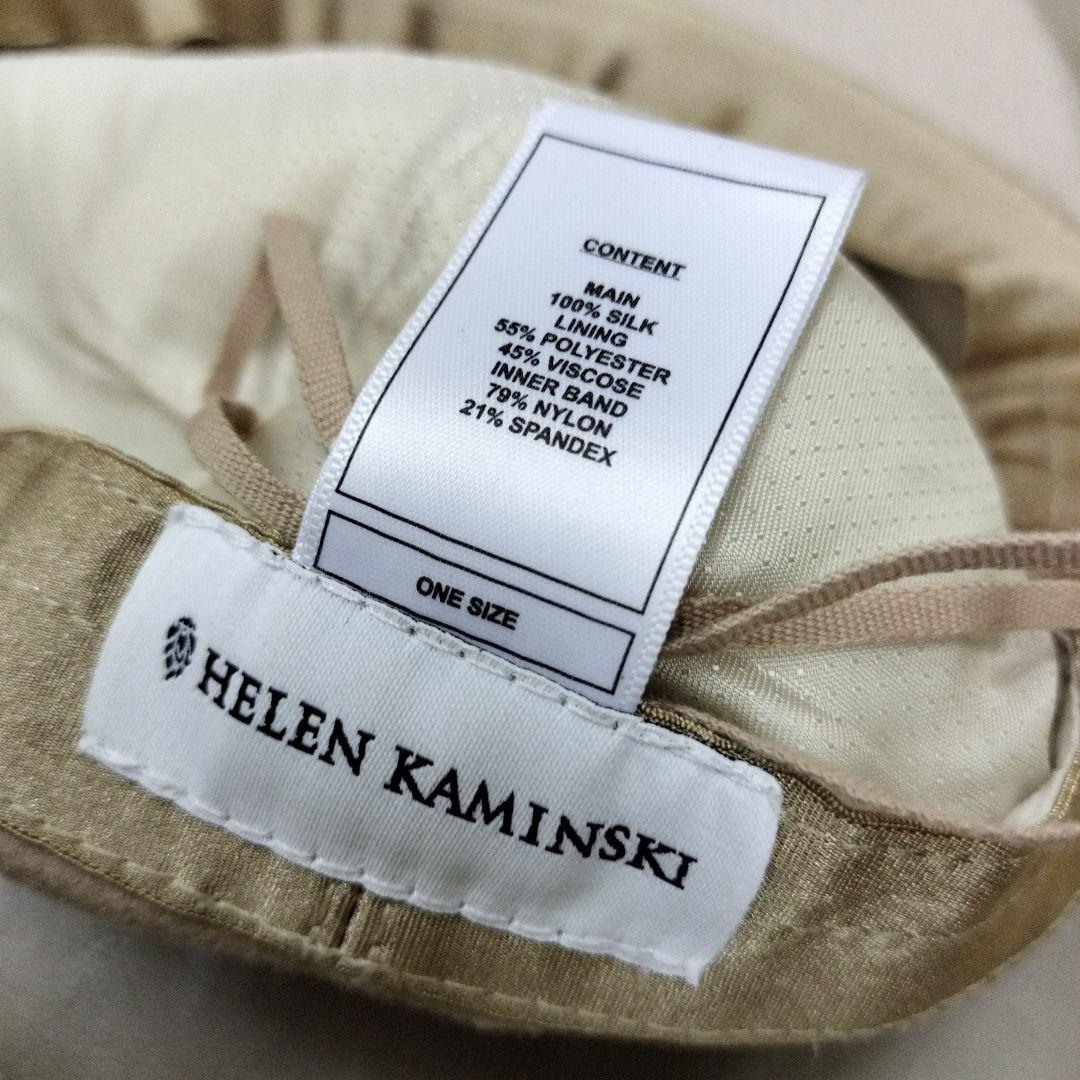 CONTENT
MAIN
100% SILK
LINING
55% POLYESTER
45% VISCOSE
INNER BAND
79% NYLON
21% SPANDEX
ONE SIZE
HELEN KAMINSKI